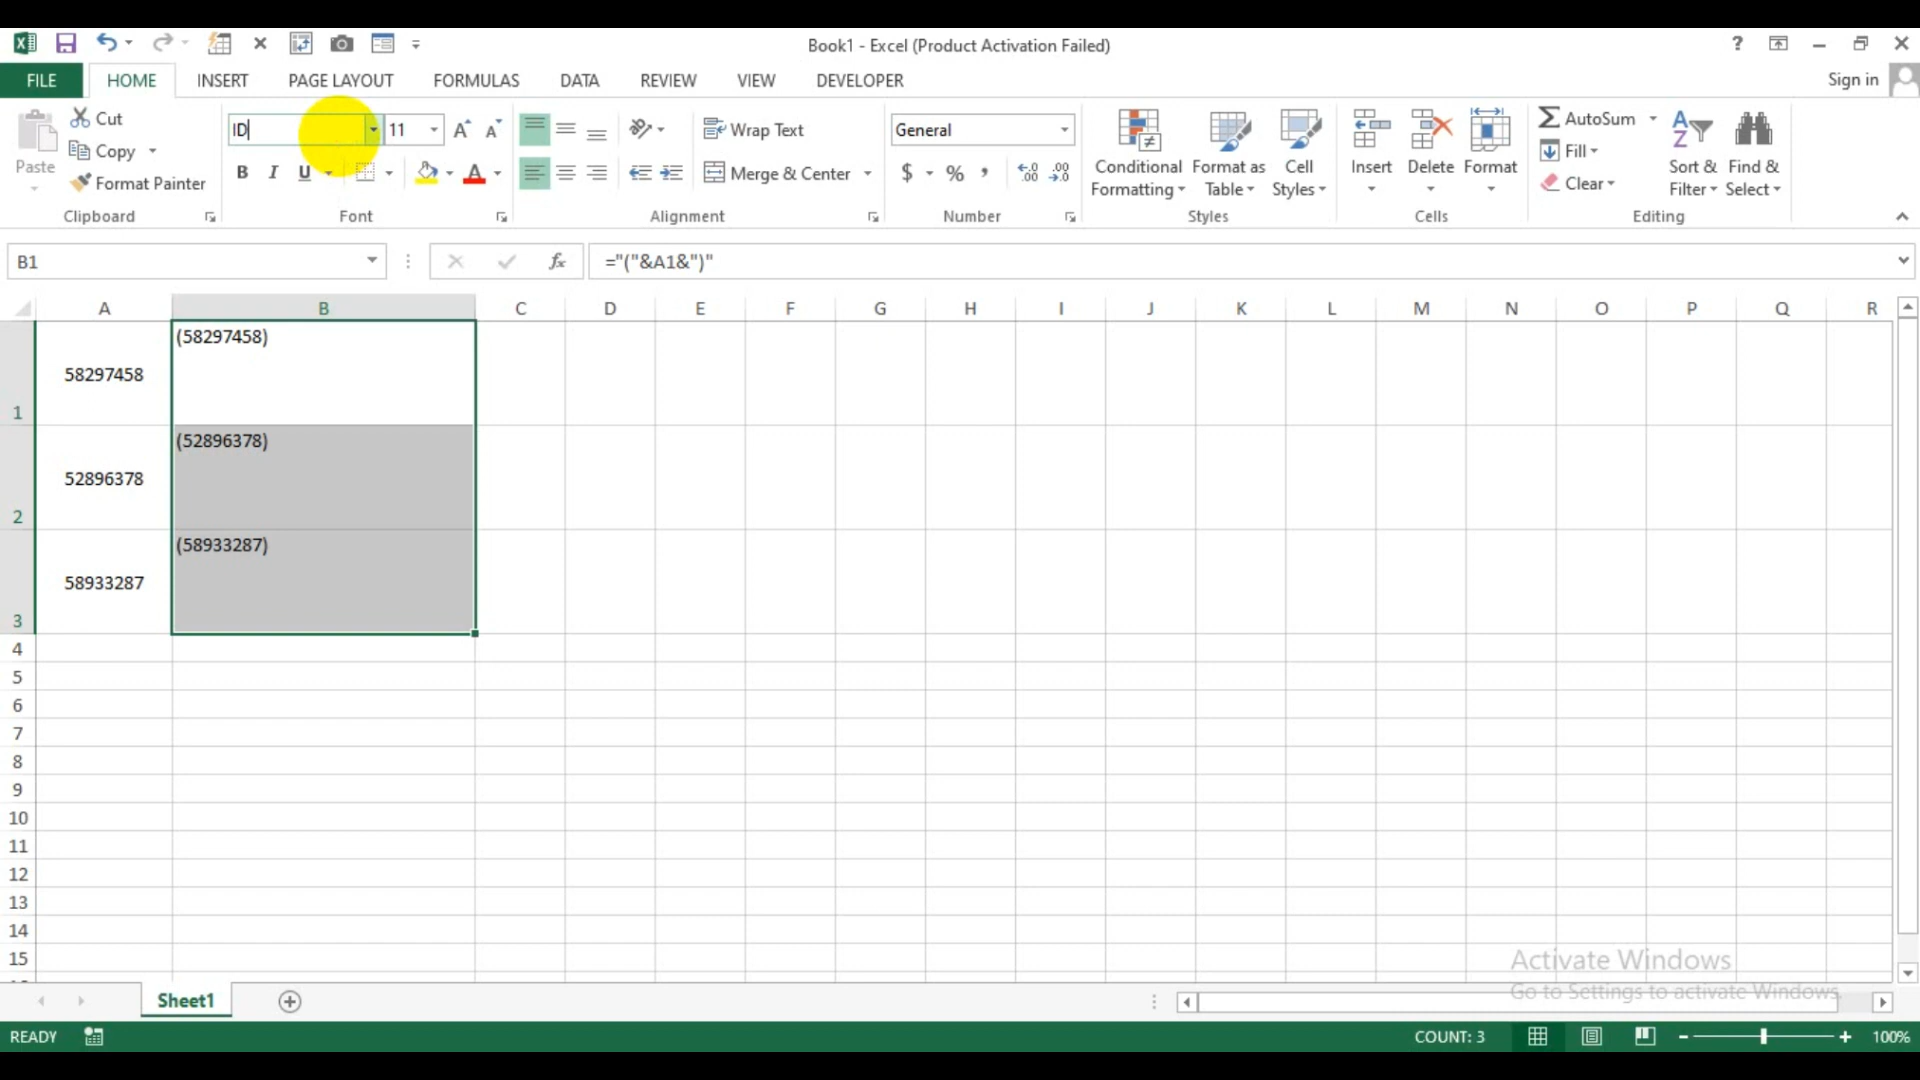 Book1 - Excel (Product Activation Failed)
FILE HOME INSERT PAGE LAYOUT FORMULAS DATA REVIEW VIEW DEVELOPER Sign in
Paste
Cut
Copy
Format Painter
Clipboard
ID 11
B I U A
Font
Wrap Text
Merge & Center
Alignment
General
$ % ,
Number
Conditional Formatting
Format as Table
Cell Styles
Styles
Insert
Delete
Format
Cells
AutoSum
Fill
Clear
Sort & Filter
Find & Select
Editing
B1 fx ="("&A1&")"
A B C D E F G H I J K L M N O P Q R
1 58297458 (58297458)
2 52896378 (52896378)
3 58933287 (58933287)
4
5
6
7
8
9
10
11
12
13
14
15
Activate Windows
Go to Settings to activate Windows.
Sheet1
READY COUNT: 3 100%